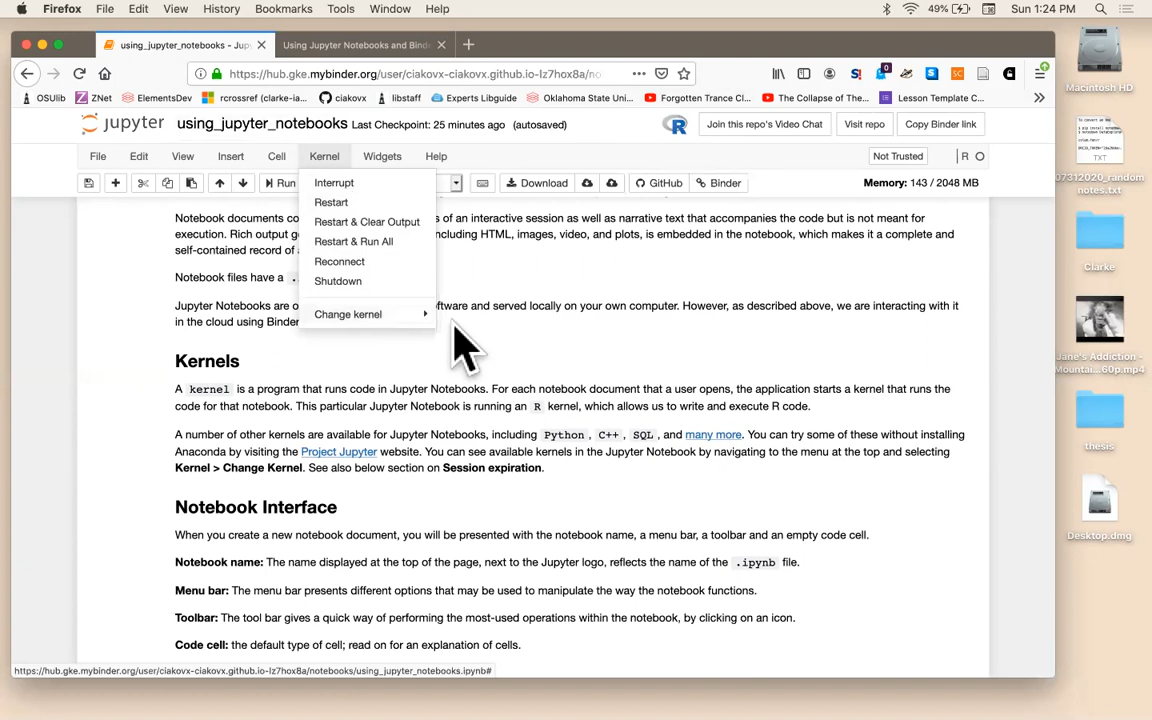 Firefox File Edit View History Bookmarks Tools Window Help 49% Sun 1:24 PM
using_jupyter_notebooks - Jup Using Jupyter Notebooks and Bind
https://hub.gke.mybinder.org/user/ciakovx-ciakovx.github.io-lz7hox8a/no
OSUlib ZNet ElementsDev rcrossref (clarke-ia... ciakovx libstaff Experts Libguide Oklahoma State Uni... Forgotten Trance Cl... The Collapse of The... Lesson Template C...
jupyter using_jupyter_notebooks Last Checkpoint: 25 minutes ago (autosaved) R Join this repo's Video Chat Visit repo Copy Binder link
File Edit View Insert Cell Kernel Widgets Help Not Trusted R
Run Download GitHub Binder Memory: 143 / 2048 MB
Interrupt
Restart
Restart & Clear Output
Restart & Run All
Reconnect
Shutdown
Change kernel
Notebook documents co of an interactive session as well as narrative text that accompanies the code but is not meant for
execution. Rich output g including HTML, images, video, and plots, is embedded in the notebook, which makes it a complete and
self-contained record of
Notebook files have a .
Jupyter Notebooks are o oftware and served locally on your own computer. However, as described above, we are interacting with it
in the cloud using Binder
Kernels
A kernel is a program that runs code in Jupyter Notebooks. For each notebook document that a user opens, the application starts a kernel that runs the
code for that notebook. This particular Jupyter Notebook is running an R kernel, which allows us to write and execute R code.
A number of other kernels are available for Jupyter Notebooks, including Python, C++, SQL, and many more. You can try some of these without installing
Anaconda by visiting the Project Jupyter website. You can see available kernels in the Jupyter Notebook by navigating to the menu at the top and selecting
Kernel > Change Kernel. See also below section on Session expiration.
Notebook Interface
When you create a new notebook document, you will be presented with the notebook name, a menu bar, a toolbar and an empty code cell.
Notebook name: The name displayed at the top of the page, next to the Jupyter logo, reflects the name of the .ipynb file.
Menu bar: The menu bar presents different options that may be used to manipulate the way the notebook functions.
Toolbar: The tool bar gives a quick way of performing the most-used operations within the notebook, by clicking on an icon.
Code cell: the default type of cell; read on for an explanation of cells.
https://hub.gke.mybinder.org/user/ciakovx-ciakovx.github.io-lz7hox8a/notebooks/using_jupyter_notebooks.ipynb#
Macintosh HD
TXT
07312020_random
notes.txt
Clarke
Jane's Addiction -
Mountai...60p.mp4
thesis
Desktop.dmg